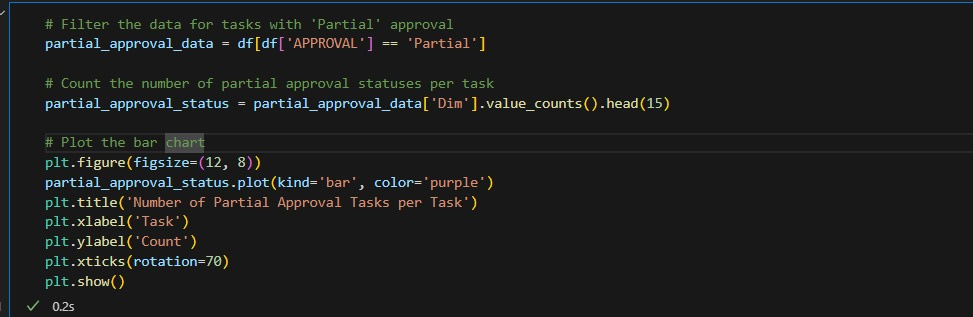 # Filter the data for tasks with 'Partial' approval
partial_approval_data = df[df['APPROVAL'] == 'Partial']
# Count the number of partial approval statuses per task
partial_approval_status = partial_approval_data['Dim'].value_counts().head(15)
# Plot the bar chart
plt.figure(figsize=(12, 8))
partial_approval_status.plot(kind='bar', color='purple')
plt.title('Number of Partial Approval Tasks per Task')
plt.xlabel('Task')
plt.ylabel('Count')
plt.xticks(rotation=70)
plt.show()
✓ 0.2s